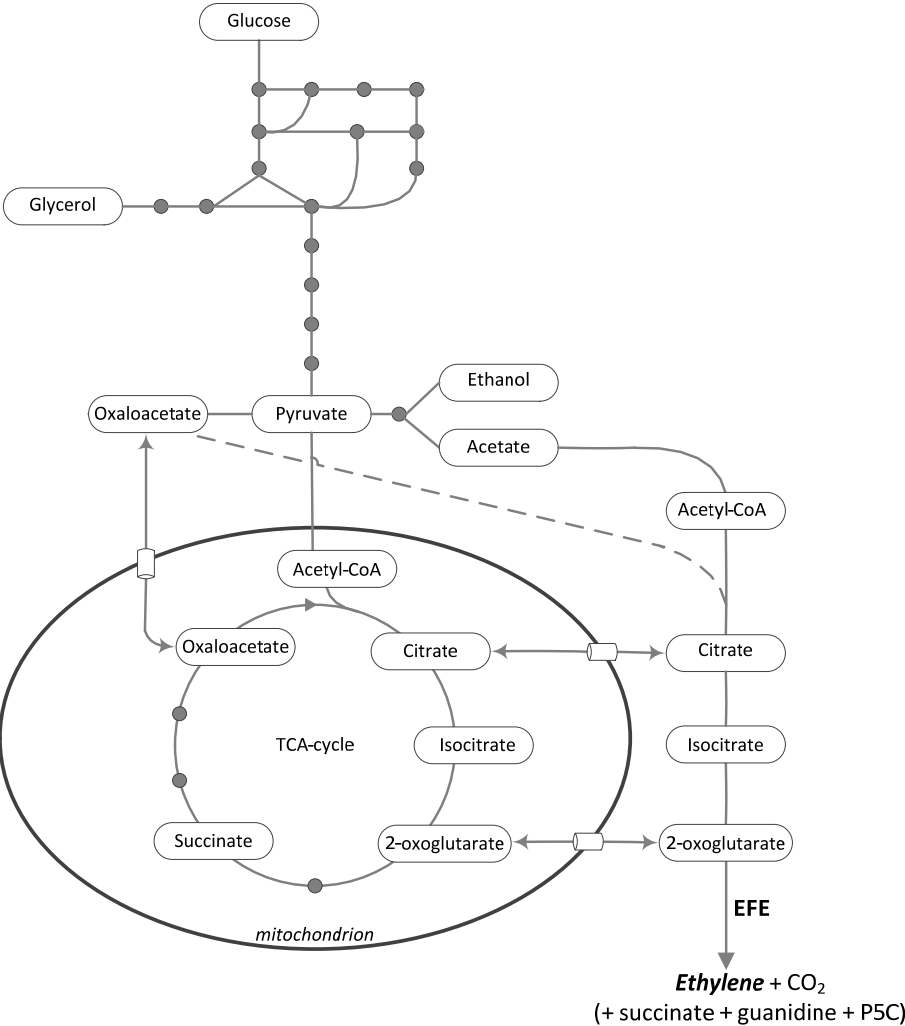 Glucose
Glycerol
Ethanol
Oxaloacetate
Pyruvate
Acetate
Acetyl-CoA
Acetyl-CoA
Oxaloacetate
Citrate
Citrate
TCA-cycle
Isocitrate
Isocitrate
Succinate
2-oxoglutarate
2-oxoglutarate
EFE
mitochondrion
Ethylene + CO₂
(+ succinate + guanidine + P5C)